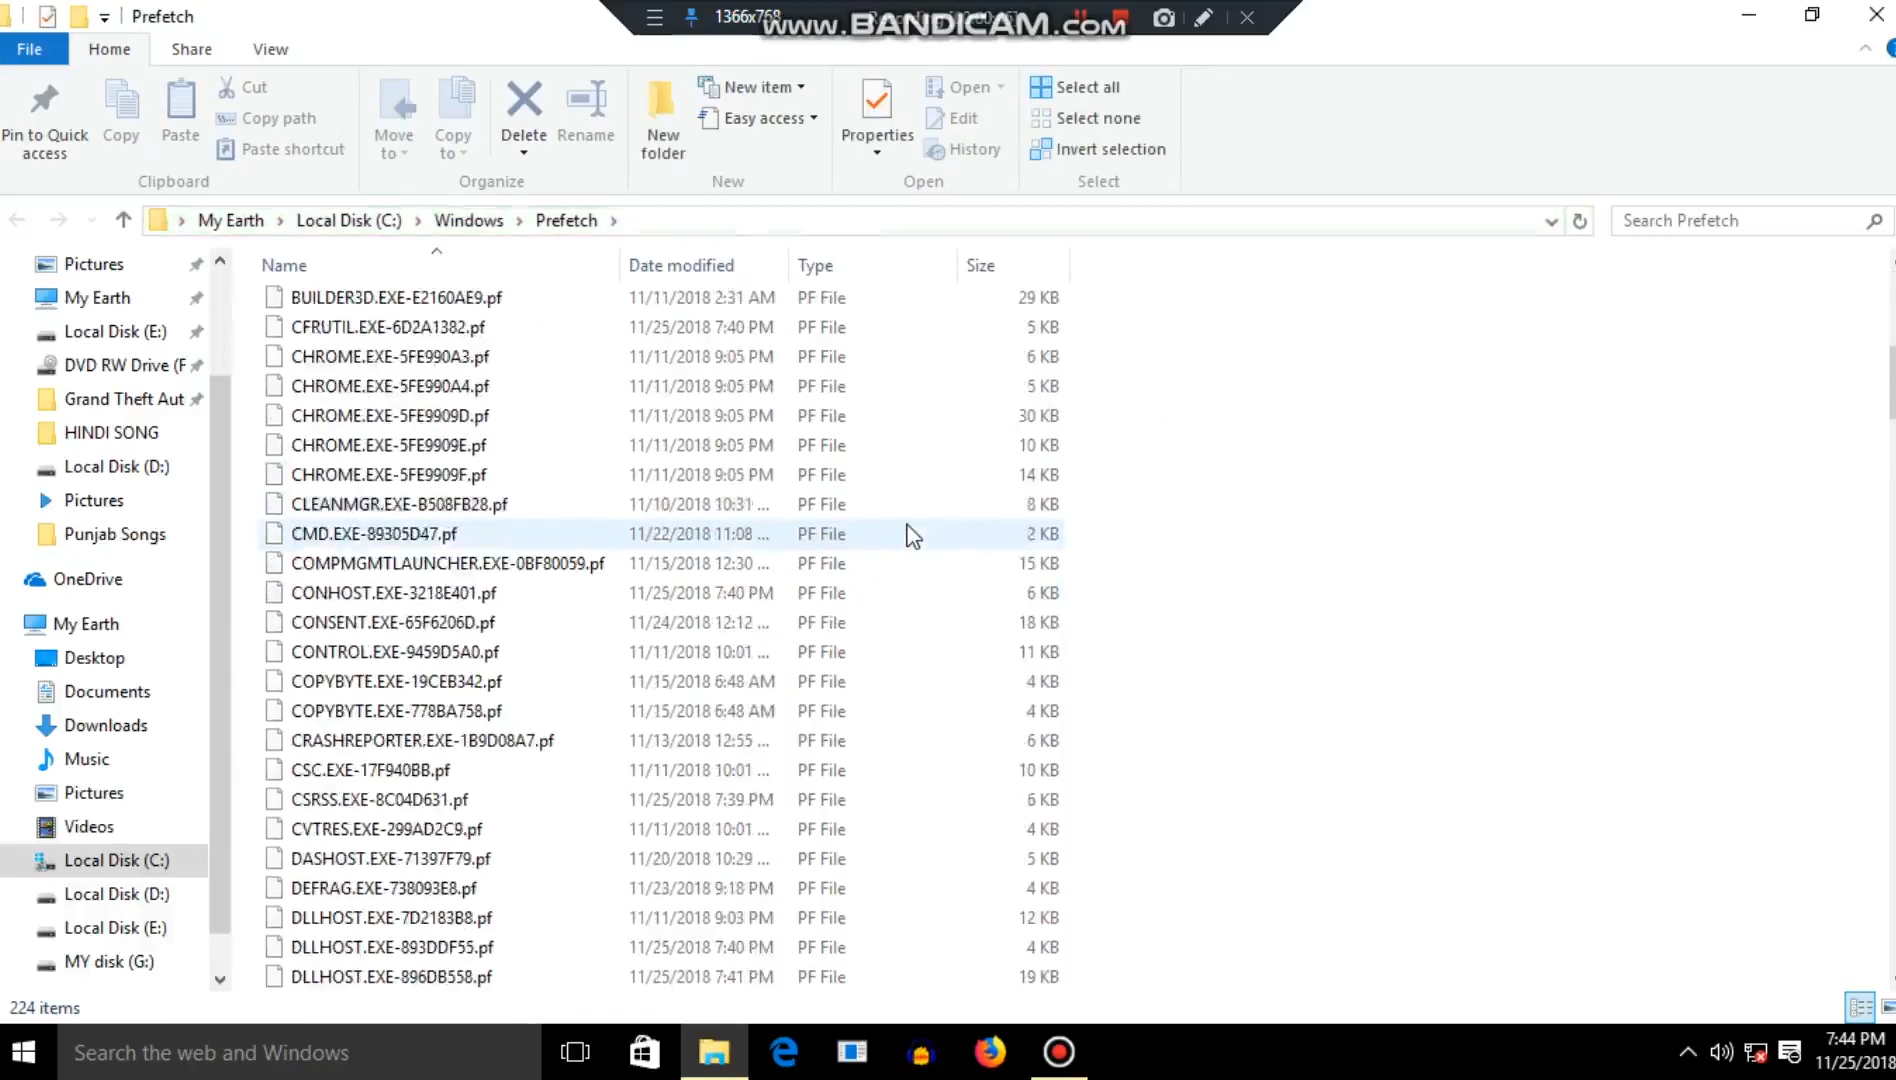 Prefetch
1366x768
www.BANDICAM.com
File Home Share View
Pin to Quick access
Copy
Paste
Cut
Copy path
Paste shortcut
Clipboard
Move to
Copy to
Delete
Rename
Organize
New folder
New item
Easy access
New
Properties
Open
Edit
History
Open
Select all
Select none
Invert selection
Select
My Earth > Local Disk (C:) > Windows > Prefetch >
Search Prefetch
Pictures
My Earth
Local Disk (E:)
DVD RW Drive (F
Grand Theft Aut
HINDI SONG
Local Disk (D:)
Pictures
Punjab Songs
OneDrive
My Earth
Desktop
Documents
Downloads
Music
Pictures
Videos
Local Disk (C:)
Local Disk (D:)
Local Disk (E:)
MY disk (G:)
Name Date modified Type Size
BUILDER3D.EXE-E2160AE9.pf 11/11/2018 2:31 AM PF File 29 KB
CFRUTIL.EXE-6D2A1382.pf 11/25/2018 7:40 PM PF File 5 KB
CHROME.EXE-5FE990A3.pf 11/11/2018 9:05 PM PF File 6 KB
CHROME.EXE-5FE990A4.pf 11/11/2018 9:05 PM PF File 5 KB
CHROME.EXE-5FE9909D.pf 11/11/2018 9:05 PM PF File 30 KB
CHROME.EXE-5FE9909E.pf 11/11/2018 9:05 PM PF File 10 KB
CHROME.EXE-5FE9909F.pf 11/11/2018 9:05 PM PF File 14 KB
CLEANMGR.EXE-B508FB28.pf 11/10/2018 10:31 ... PF File 8 KB
CMD.EXE-89305D47.pf 11/22/2018 11:08 ... PF File 2 KB
COMPMGMTLAUNCHER.EXE-0BF80059.pf 11/15/2018 12:30 ... PF File 15 KB
CONHOST.EXE-3218E401.pf 11/25/2018 7:40 PM PF File 6 KB
CONSENT.EXE-65F6206D.pf 11/24/2018 12:12 ... PF File 18 KB
CONTROL.EXE-9459D5A0.pf 11/11/2018 10:01 ... PF File 11 KB
COPYBYTE.EXE-19CEB342.pf 11/15/2018 6:48 AM PF File 4 KB
COPYBYTE.EXE-778BA758.pf 11/15/2018 6:48 AM PF File 4 KB
CRASHREPORTER.EXE-1B9D08A7.pf 11/13/2018 12:55 ... PF File 6 KB
CSC.EXE-17F940BB.pf 11/11/2018 10:01 ... PF File 10 KB
CSRSS.EXE-8C04D631.pf 11/25/2018 7:39 PM PF File 6 KB
CVTRES.EXE-299AD2C9.pf 11/11/2018 10:01 ... PF File 4 KB
DASHOST.EXE-71397F79.pf 11/20/2018 10:29 ... PF File 5 KB
DEFRAG.EXE-738093E8.pf 11/23/2018 9:18 PM PF File 4 KB
DLLHOST.EXE-7D2183B8.pf 11/11/2018 9:03 PM PF File 12 KB
DLLHOST.EXE-893DDF55.pf 11/25/2018 7:40 PM PF File 4 KB
DLLHOST.EXE-896DB558.pf 11/25/2018 7:41 PM PF File 19 KB
224 items
Search the web and Windows
7:44 PM
11/25/2018